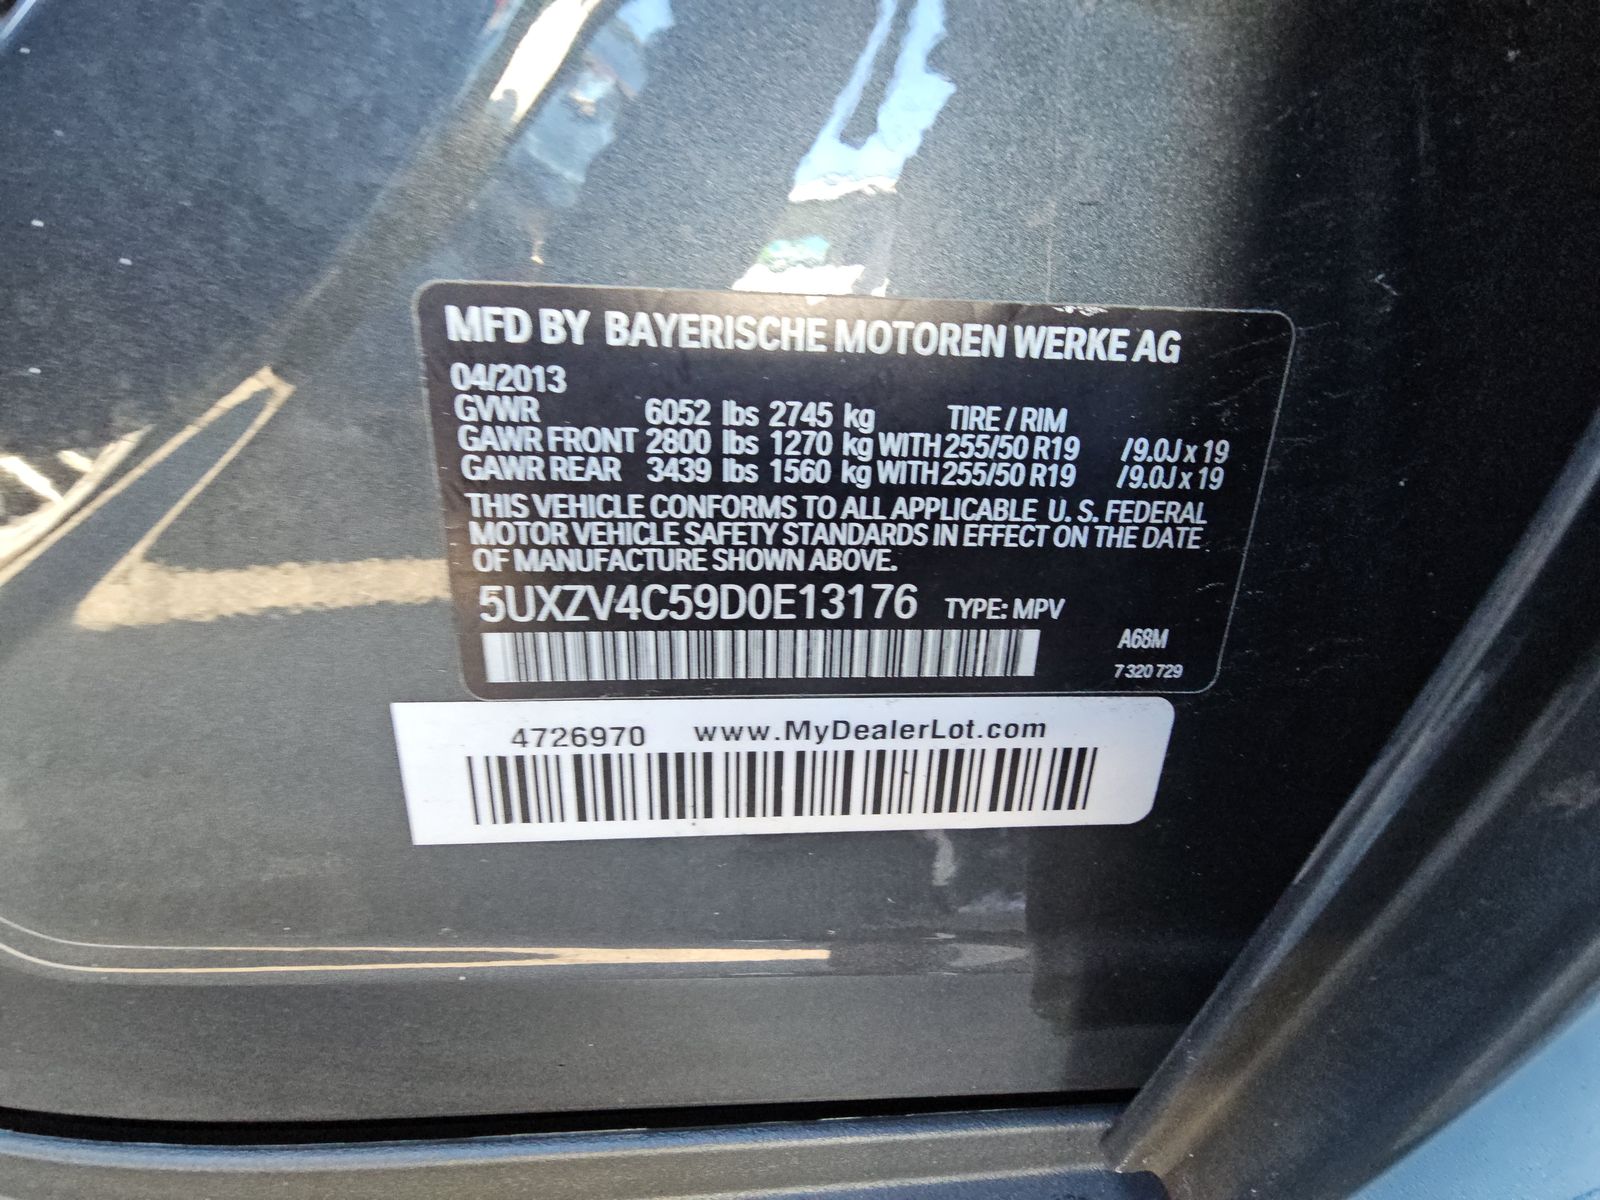 MFD BY BAYERISCHE MOTOREN WERKE AG
04/2013
GVWR 6052 lbs 2745 kg TIRE / RIM
GAWR FRONT 2800 lbs 1270 kg WITH 255/50 R19 /9.0J x 19
GAWR REAR 3439 lbs 1560 kg WITH 255/50 R19 /9.0J x 19
THIS VEHICLE CONFORMS TO ALL APPLICABLE U. S. FEDERAL
MOTOR VEHICLE SAFETY STANDARDS IN EFFECT ON THE DATE
OF MANUFACTURE SHOWN ABOVE.
5UXZV4C59D0E13176 TYPE: MPV
A68M
7 320 729
4726970 www.MyDealerLot.com